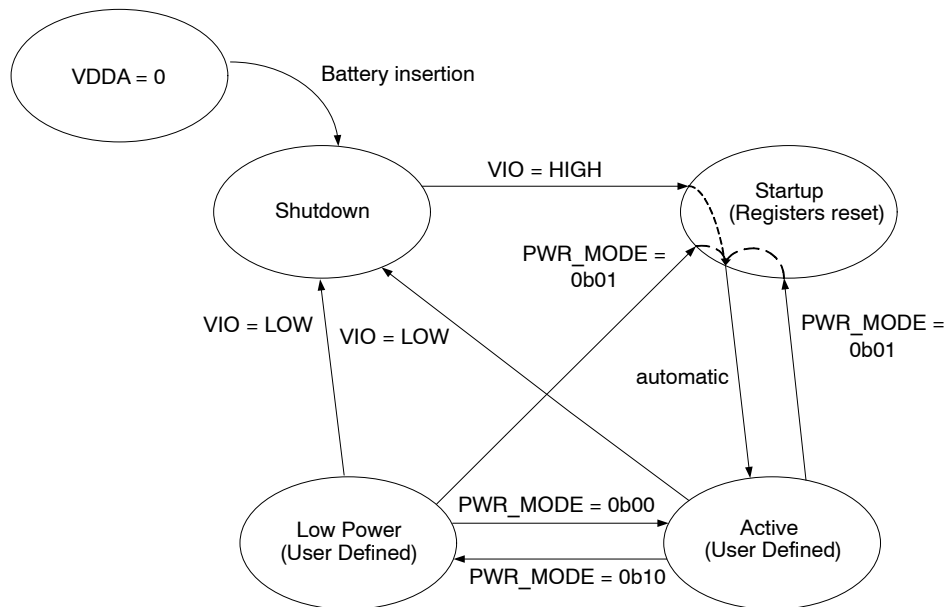 VDDA = 0
Battery insertion
Shutdown
VIO = HIGH
Startup
(Registers reset)
PWR_MODE =
0b01
VIO = LOW
VIO = LOW
PWR_MODE =
0b01
automatic
Low Power
(User Defined)
PWR_MODE = 0b00
PWR_MODE = 0b10
Active
(User Defined)